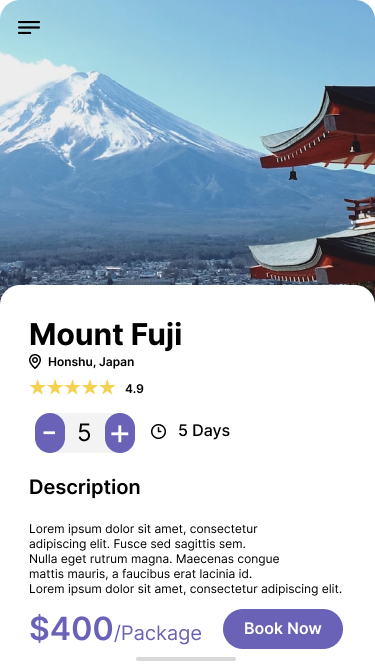 Mount Fuji
Honshu, Japan
4.9
- 5 + 5 Days
Description
Lorem ipsum dolor sit amet, consectetur
adipiscing elit. Fusce sed sagittis sem.
Nulla eget rutrum magna. Maecenas congue
mattis mauris, a faucibus erat lacinia id.
Lorem ipsum dolor sit amet, consectetur adipiscing elit.
$400/Package Book Now